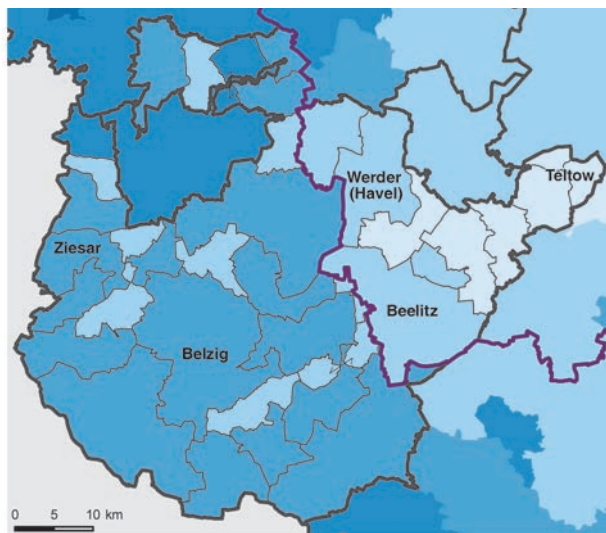 Werder
(Havel)
Teltow
Ziesar
Beelitz
Belzig
0 5 10 km